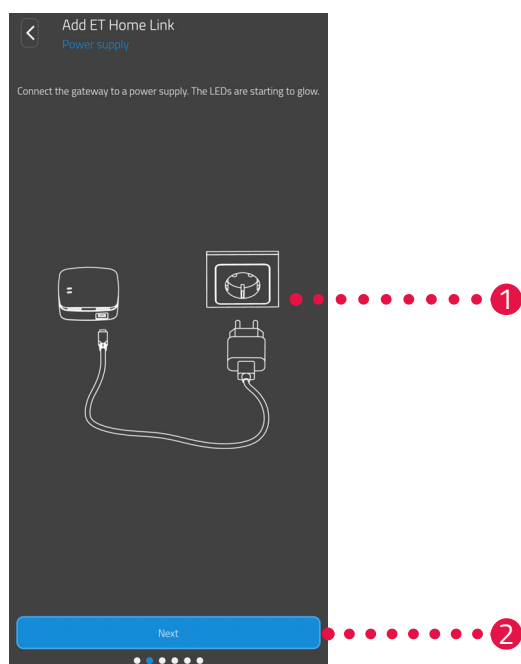 Add ET Home Link
Power supply
Connect the gateway to a power supply. The LEDs are starting to glow.
1
Next
2